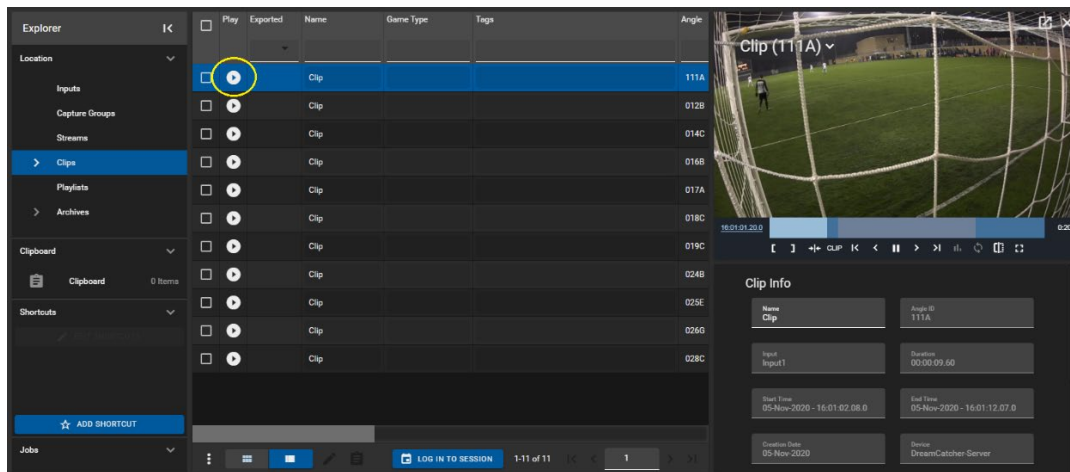 Explorer
Location
Inputs
Capture Groups
Streams
Clips
Playlists
Archives
Clipboard
Clipboard 0 Items
Shortcuts
ADD SHORTCUT
Jobs
Play Exported Name Game Type Tags Angle
Clip 111A
Clip 012B
Clip 014C
Clip 016B
Clip 017A
Clip 018C
Clip 019C
Clip 024B
Clip 025E
Clip 026G
Clip 028C
LOG IN TO SESSION 1-11 of 11 1
Clip (111A)
16:01:01.20.0 0:20
[ ] CLIP
Clip Info
Name Angle ID
Clip 111A
Input Duration
Input1 00:00:09.60
Start Time End Time
05-Nov-2020 - 16:01:02.08.0 05-Nov-2020 - 16:01:12.07.0
Creation Date Device
05-Nov-2020 DreamCatcher-Server